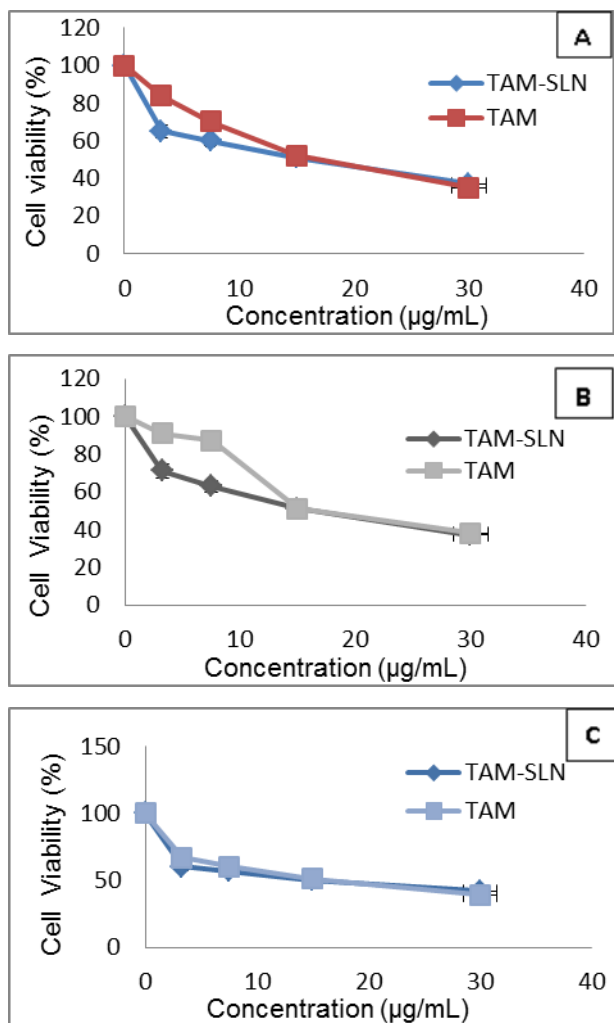 A
120
100
80
60
40
20
0
Cell viability (%)
TAM-SLN
TAM
0 10 20 30 40
Concentration (µg/mL)
B
120
100
80
60
40
20
0
Cell Viability (%)
TAM-SLN
TAM
0 10 20 30 40
Concentration (µg/mL)
C
150
100
50
0
Cell Viability (%)
TAM-SLN
TAM
0 10 20 30 40
Concentration (µg/mL)